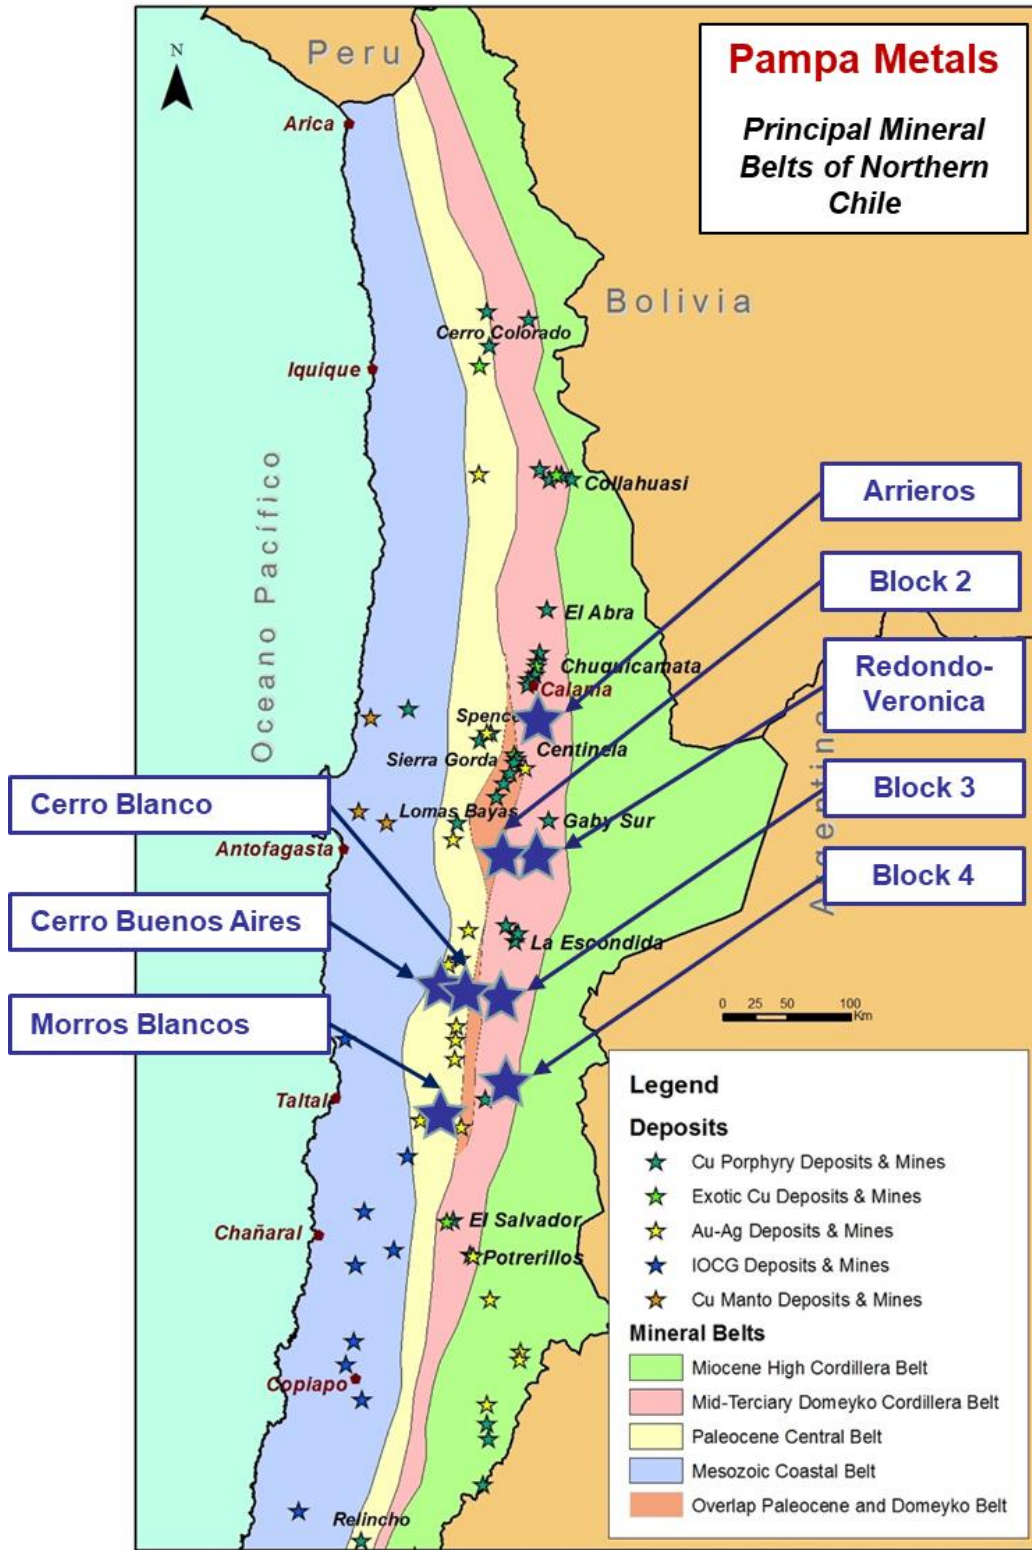 Pampa Metals
Principal Mineral
Belts of Northern
Chile
N
Peru
Arica
Bolivia
Cerro Colorado
Iquique
Oceano Pacífico
Collahuasi
Arrieros
El Abra
Block 2
Chuquicamata
Calama
Redondo-
Veronica
Spence
Centinela
Sierra Gorda
Argentina
Cerro Blanco
Lomas Bayas
Gaby Sur
Block 3
Antofagasta
Block 4
Cerro Buenos Aires
La Escondida
Morros Blancos
0 25 50 100
Km
Taltal
El Salvador
Chañaral
Potrerillos
Copiapo
Relincho
Legend
Deposits
Cu Porphyry Deposits & Mines
Exotic Cu Deposits & Mines
Au-Ag Deposits & Mines
IOCG Deposits & Mines
Cu Manto Deposits & Mines
Mineral Belts
Miocene High Cordillera Belt
Mid-Terciary Domeyko Cordillera Belt
Paleocene Central Belt
Mesozoic Coastal Belt
Overlap Paleocene and Domeyko Belt